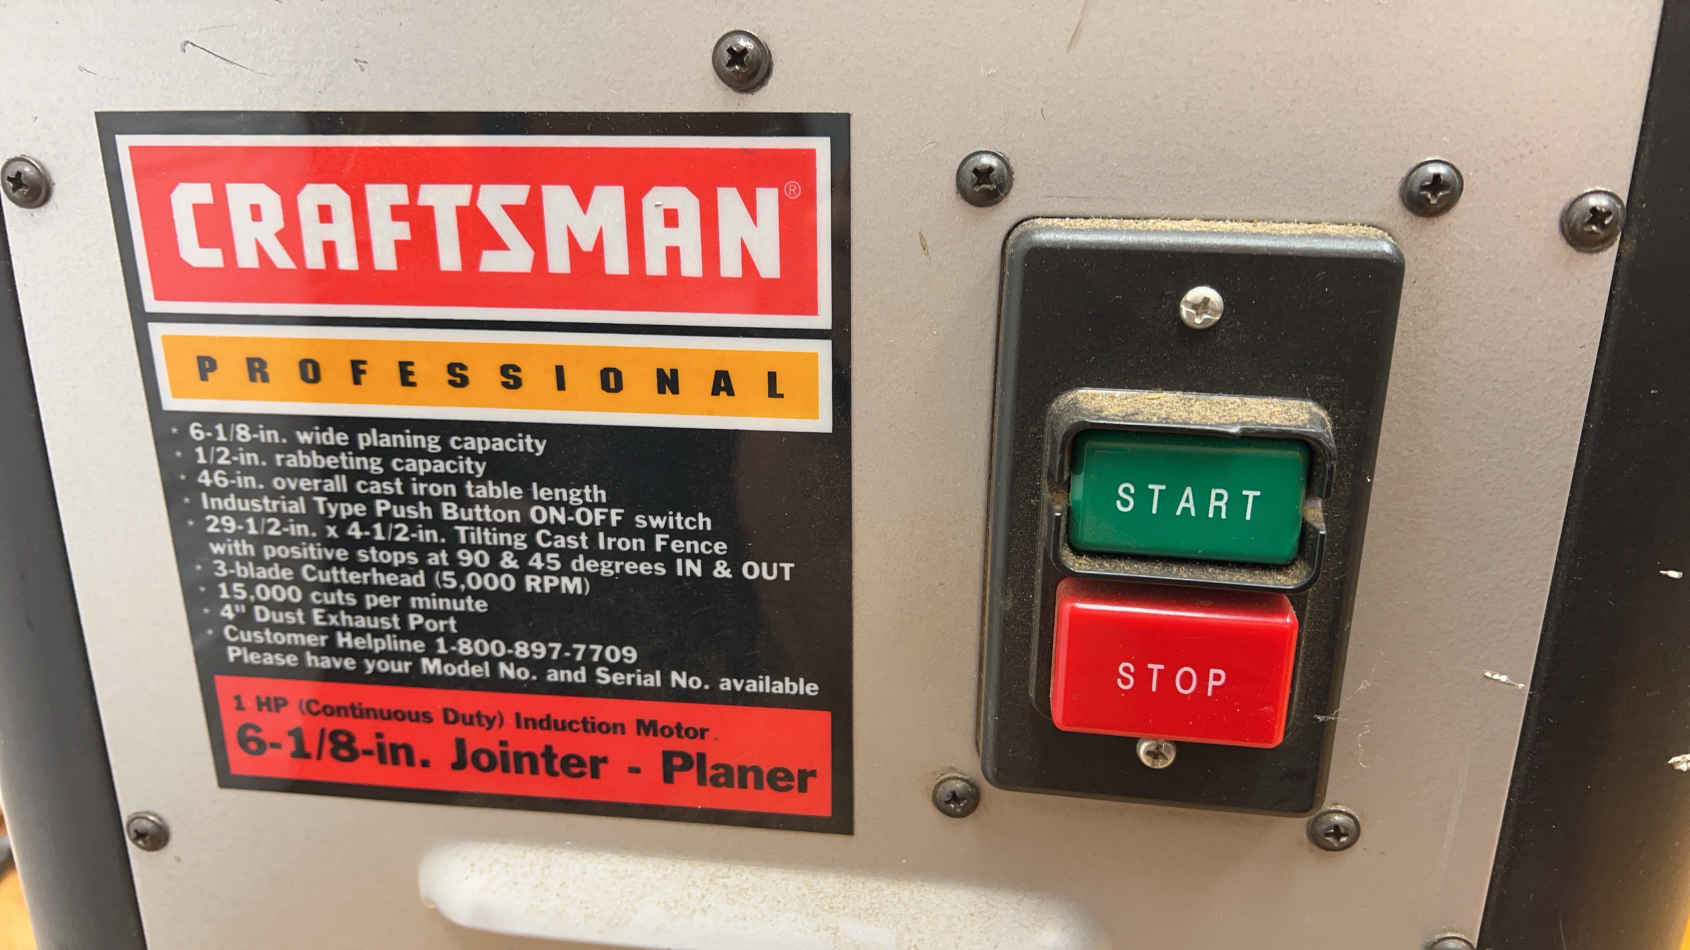 CRAFTSMAN®
PROFESSIONAL
· 6-1/8-in. wide planing capacity
· 1/2-in. rabbeting capacity
· 46-in. overall cast iron table length
· Industrial Type Push Button ON-OFF switch
· 29-1/2-in. x 4-1/2-in. Tilting Cast Iron Fence
with positive stops at 90 & 45 degrees IN & OUT
· 3-blade Cutterhead (5,000 RPM)
· 15,000 cuts per minute
· 4" Dust Exhaust Port
· Customer Helpline 1-800-897-7709
Please have your Model No. and Serial No. available
1 HP (Continuous Duty) Induction Motor
6-1/8-in. Jointer - Planer
START
STOP